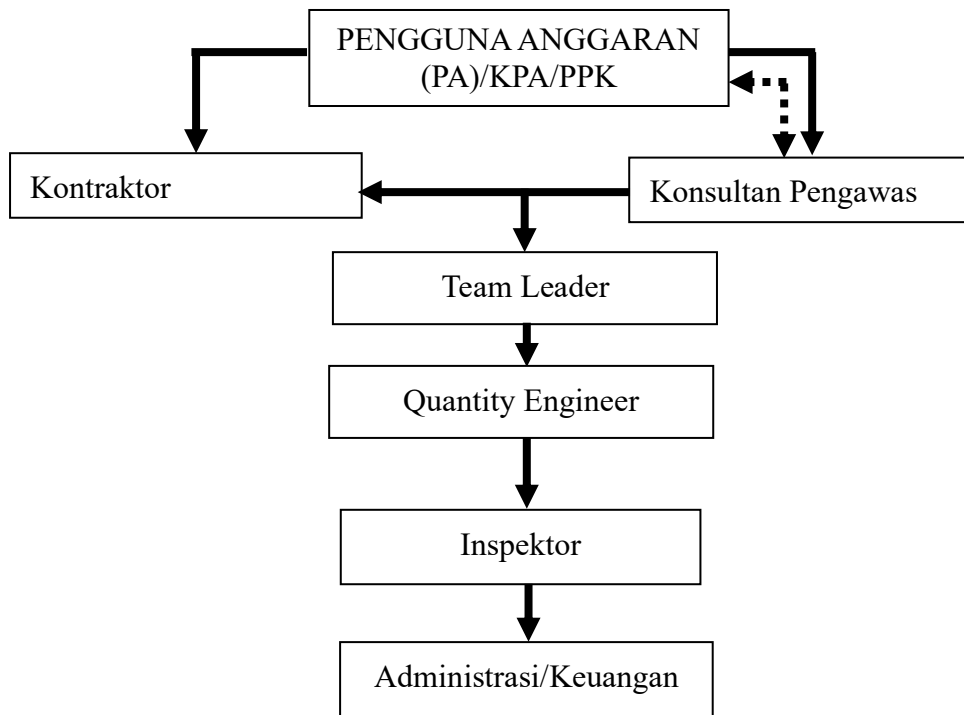 PENGGUNA ANGGARAN
(PA)/KPA/PPK
Kontraktor
Konsultan Pengawas
Team Leader
Quantity Engineer
Inspektor
Administrasi/Keuangan